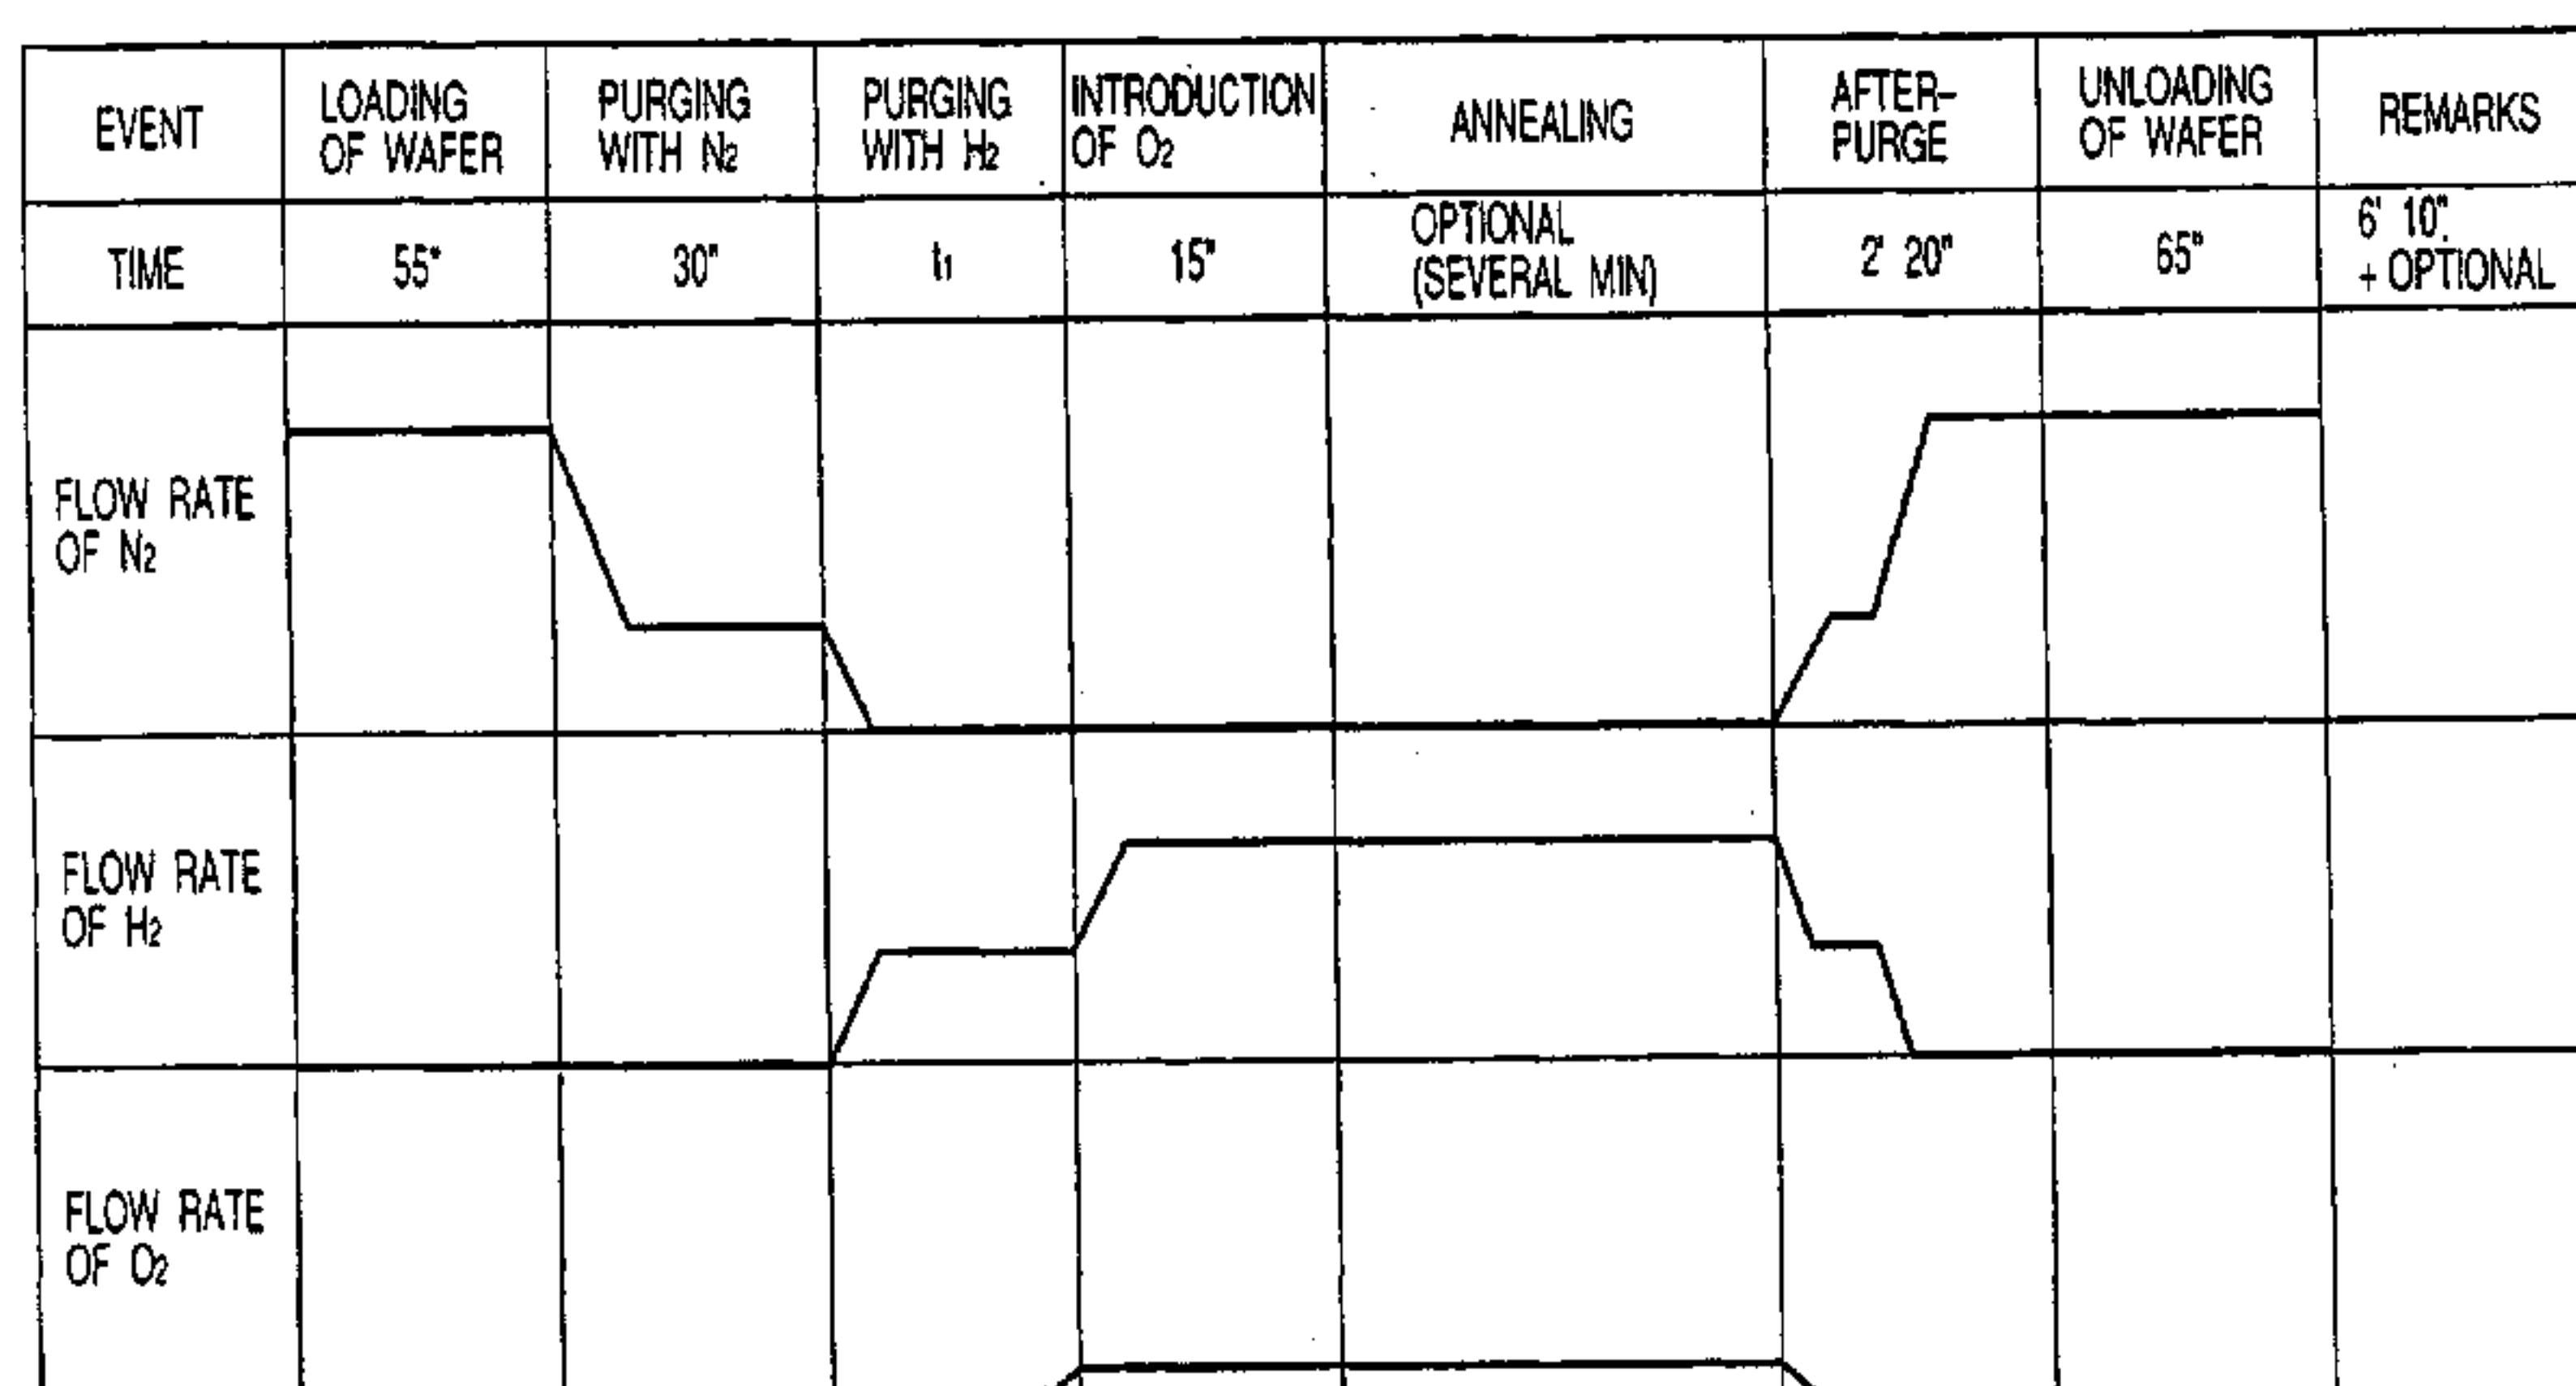 EVENT
LOADING
OF WAFER
PURGING
WITH N2
PURGING
WITH H2
INTRODUCTION
OF O2
ANNEALING
AFTER-
PURGE
UNLOADING
OF WAFER
REMARKS
TIME
55"
30"
t1
15"
OPTIONAL
(SEVERAL MIN)
2' 20"
65"
6' 10"
+ OPTIONAL
FLOW RATE
OF N2
FLOW RATE
OF H2
FLOW RATE
OF O2